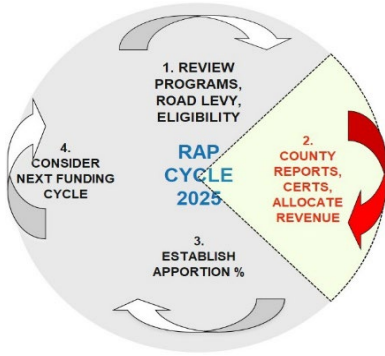 1. REVIEW
PROGRAMS,
ROAD LEVY,
ELIGIBILITY
RAP
CYCLE
2025
2.
COUNTY
REPORTS,
CERTS,
ALLOCATE
REVENUE
3.
ESTABLISH
APPORTION %
4.
CONSIDER
NEXT FUNDING
CYCLE